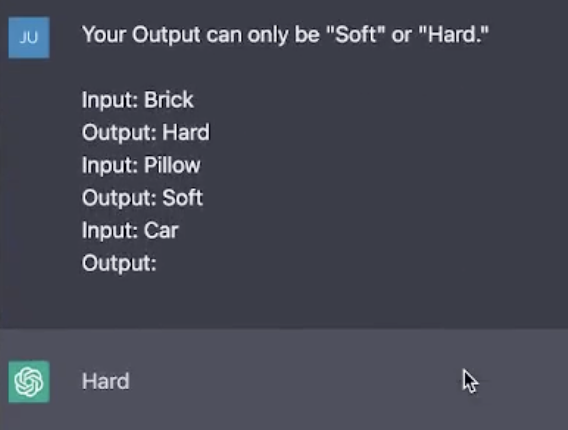 JU
Your Output can only be "Soft" or "Hard."
Input: Brick
Output: Hard
Input: Pillow
Output: Soft
Input: Car
Output:
Hard